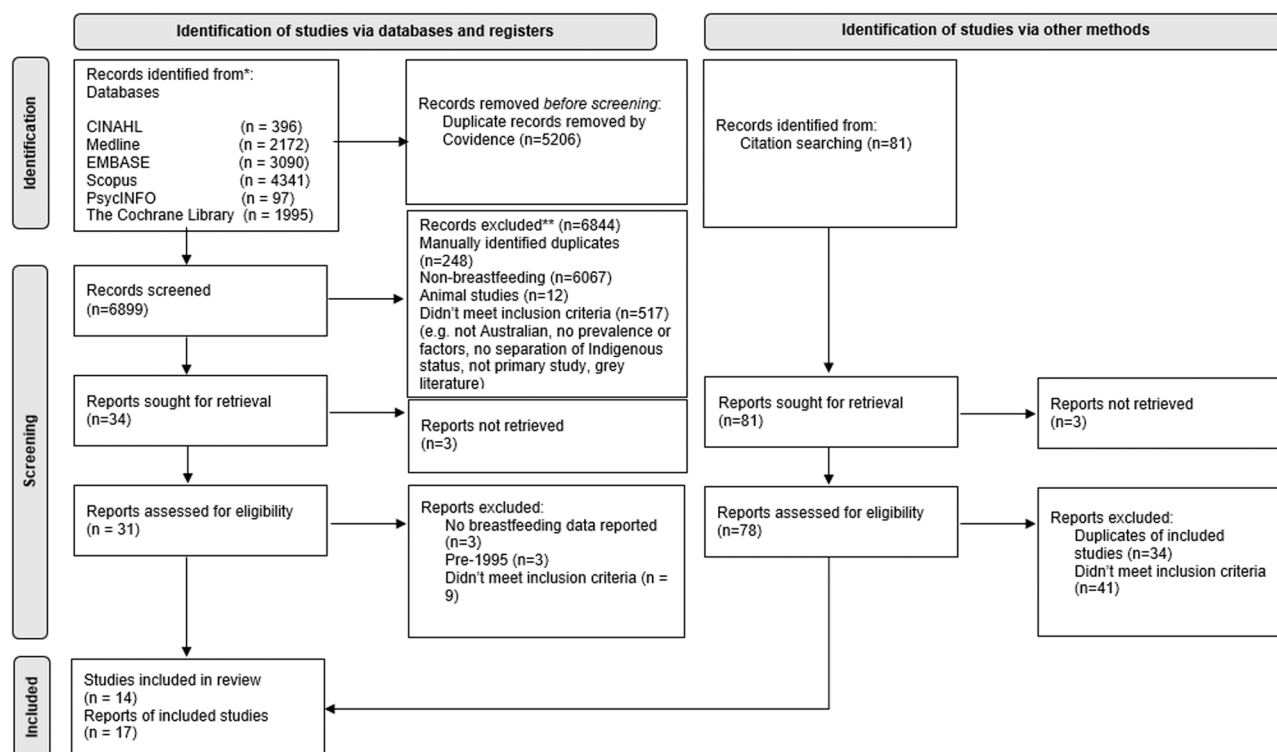 Identification of studies via databases and registers
Identification of studies via other methods
Identification
Records identified from*:
Databases
CINAHL (n = 396)
Medline (n = 2172)
EMBASE (n = 3090)
Scopus (n = 4341)
PsycINFO (n = 97)
The Cochrane Library (n = 1995)
Records removed before screening:
Duplicate records removed by
Covidence (n=5206)
Records identified from:
Citation searching (n=81)
Screening
Records screened
(n=6899)
Records excluded** (n=6844)
Manually identified duplicates
(n=248)
Non-breastfeeding (n=6067)
Animal studies (n=12)
Didn't meet inclusion criteria (n=517)
(e.g. not Australian, no prevalence or
factors, no separation of Indigenous
status, not primary study, grey
literature)
Reports sought for retrieval
(n=34)
Reports not retrieved
(n=3)
Reports sought for retrieval
(n=81)
Reports not retrieved
(n=3)
Reports assessed for eligibility
(n = 31)
Reports excluded:
No breastfeeding data reported
(n=3)
Pre-1995 (n=3)
Didn't meet inclusion criteria (n =
9)
Reports assessed for eligibility
(n=78)
Reports excluded:
Duplicates of included
studies (n=34)
Didn't meet inclusion criteria
(n=41)
Included
Studies included in review
(n = 14)
Reports of included studies
(n = 17)